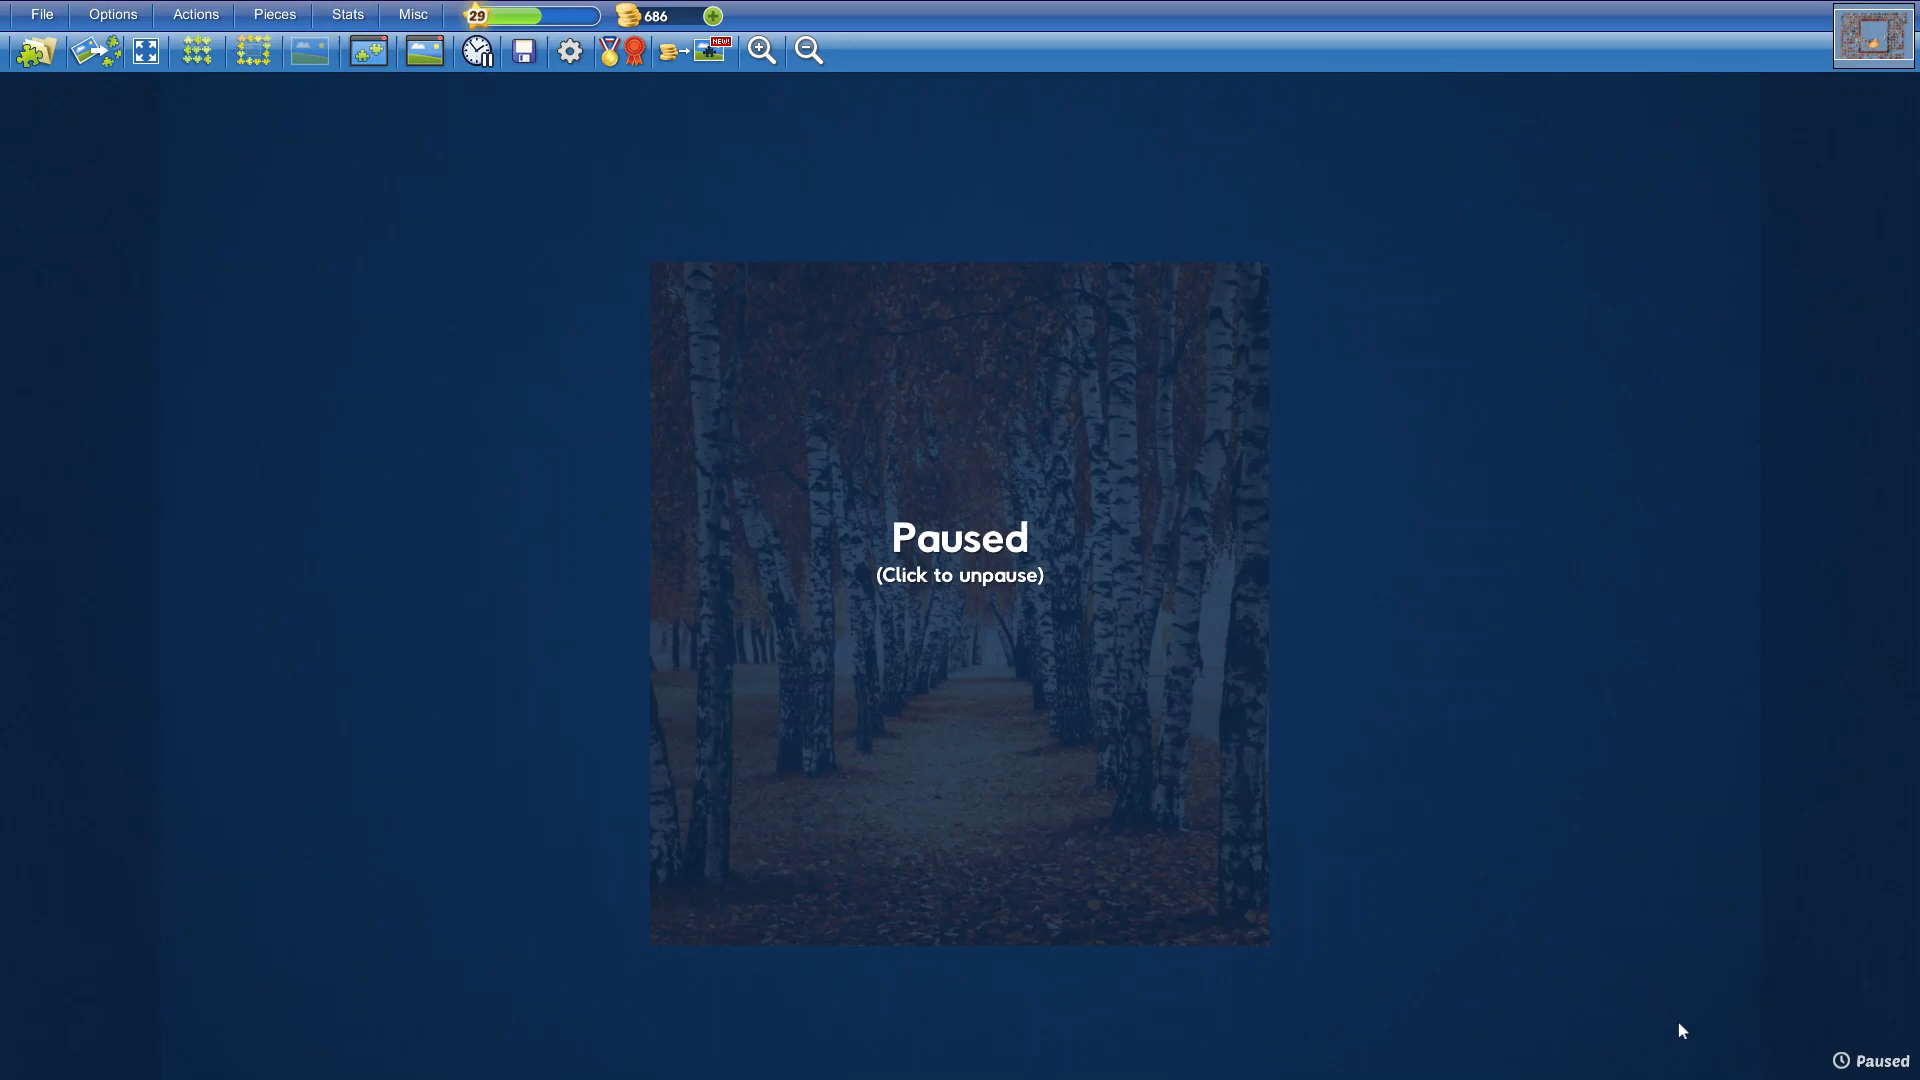 File Options Actions Pieces Stats Misc 29 686
NEW!
Paused
(Click to unpause)
Paused